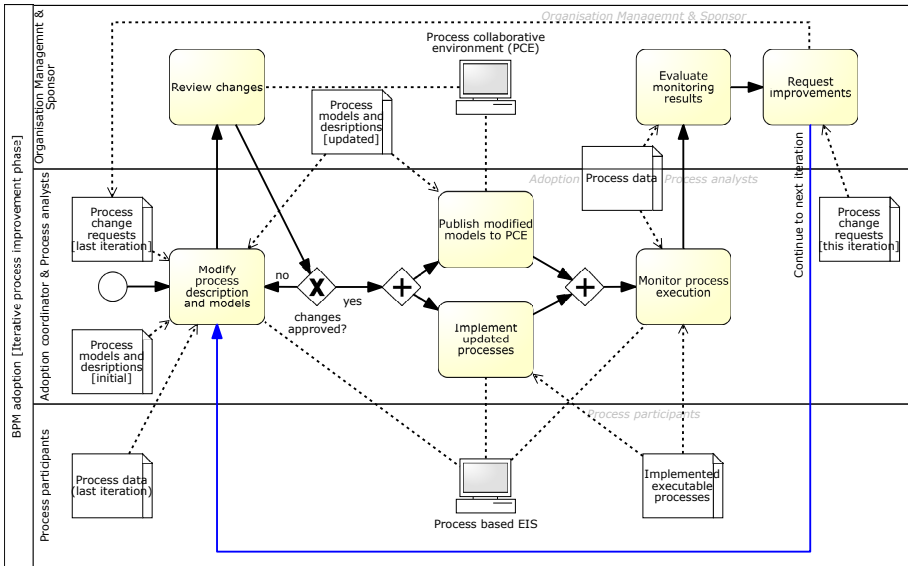 BPM adoption [Iterative process improvement phase]
Organisation Managemnt &
Sponsor
Organisation Managemnt & Sponsor
Process collaborative
environment (PCE)
Review changes
Evaluate
monitoring
results
Request
improvements
Process
models and
desriptions
[updated]
Continue to next iteration
Adoption coordinator & Process analysts
Adoption
Process analysts
Process data
Process
change
requests
[last iteration]
Process
change
requests
[this iteration]
Publish modified
models to PCE
Modify
process
description
and models
no
X
yes
changes
approved?
Monitor process
execution
Implement
updated
processes
Process
models and
desriptions
[initial]
Process participants
Process participants
Process data
(last iteration)
Process based EIS
Implemented
executable
processes